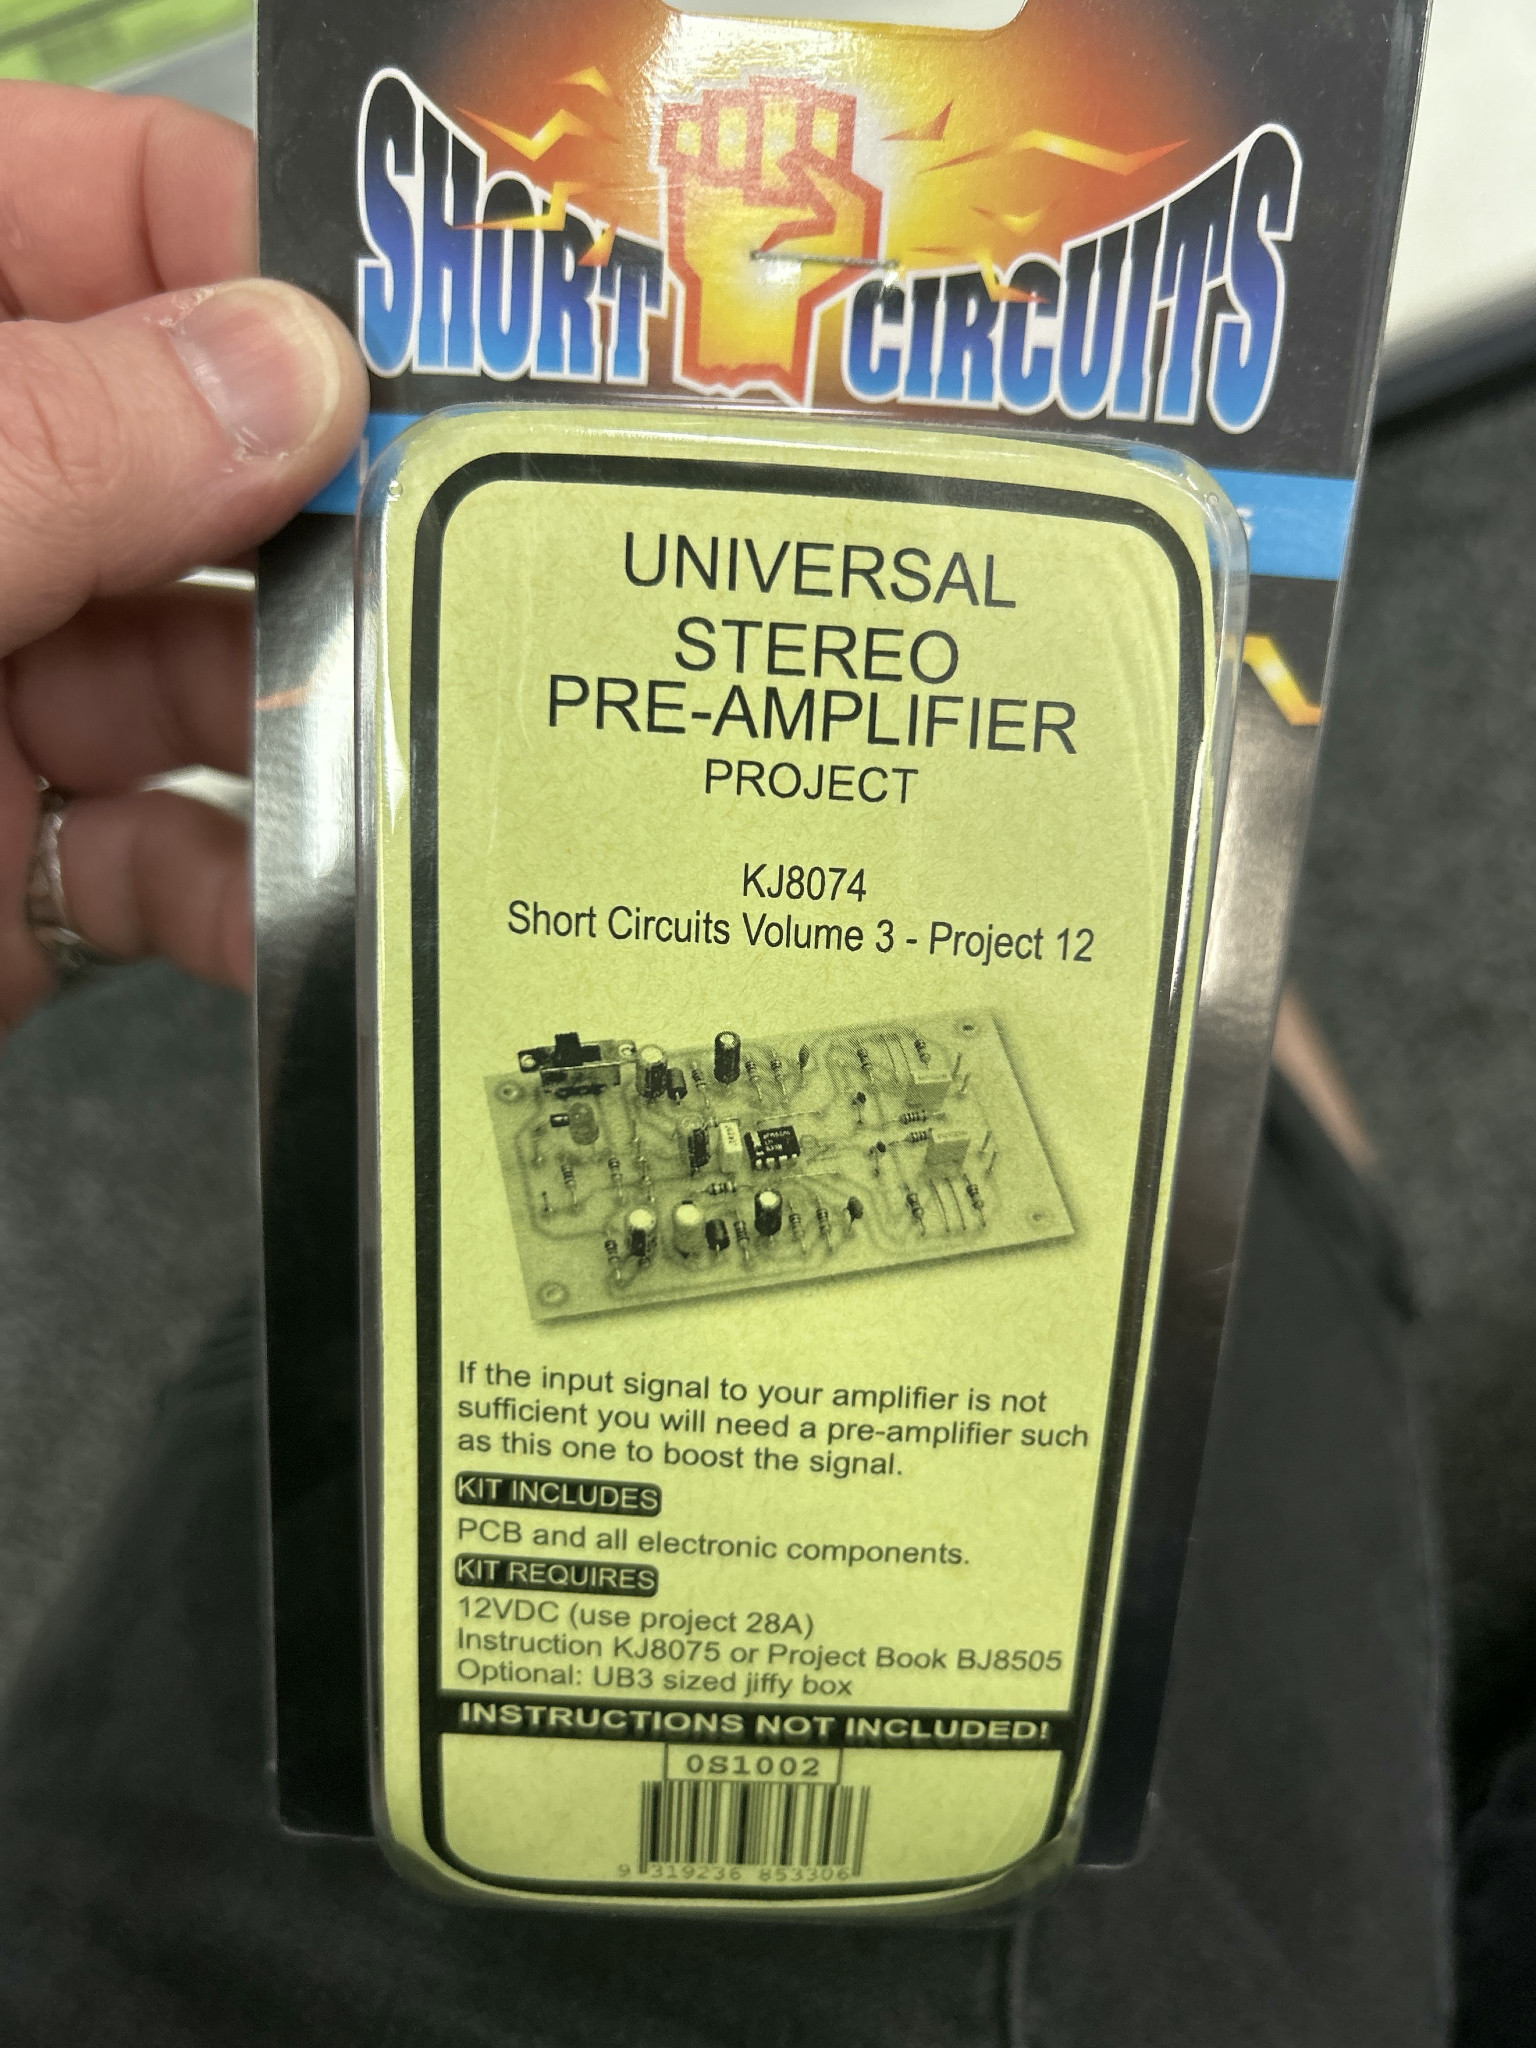 SHORT CIRCUITS
UNIVERSAL
STEREO
PRE-AMPLIFIER
PROJECT
KJ8074
Short Circuits Volume 3 - Project 12
If the input signal to your amplifier is not
sufficient you will need a pre-amplifier such
as this one to boost the signal.
KIT INCLUDES
PCB and all electronic components.
KIT REQUIRES
12VDC (use project 28A)
Instruction KJ8075 or Project Book BJ8505
Optional: UB3 sized jiffy box
INSTRUCTIONS NOT INCLUDED!
0S1002
9 319236 853306